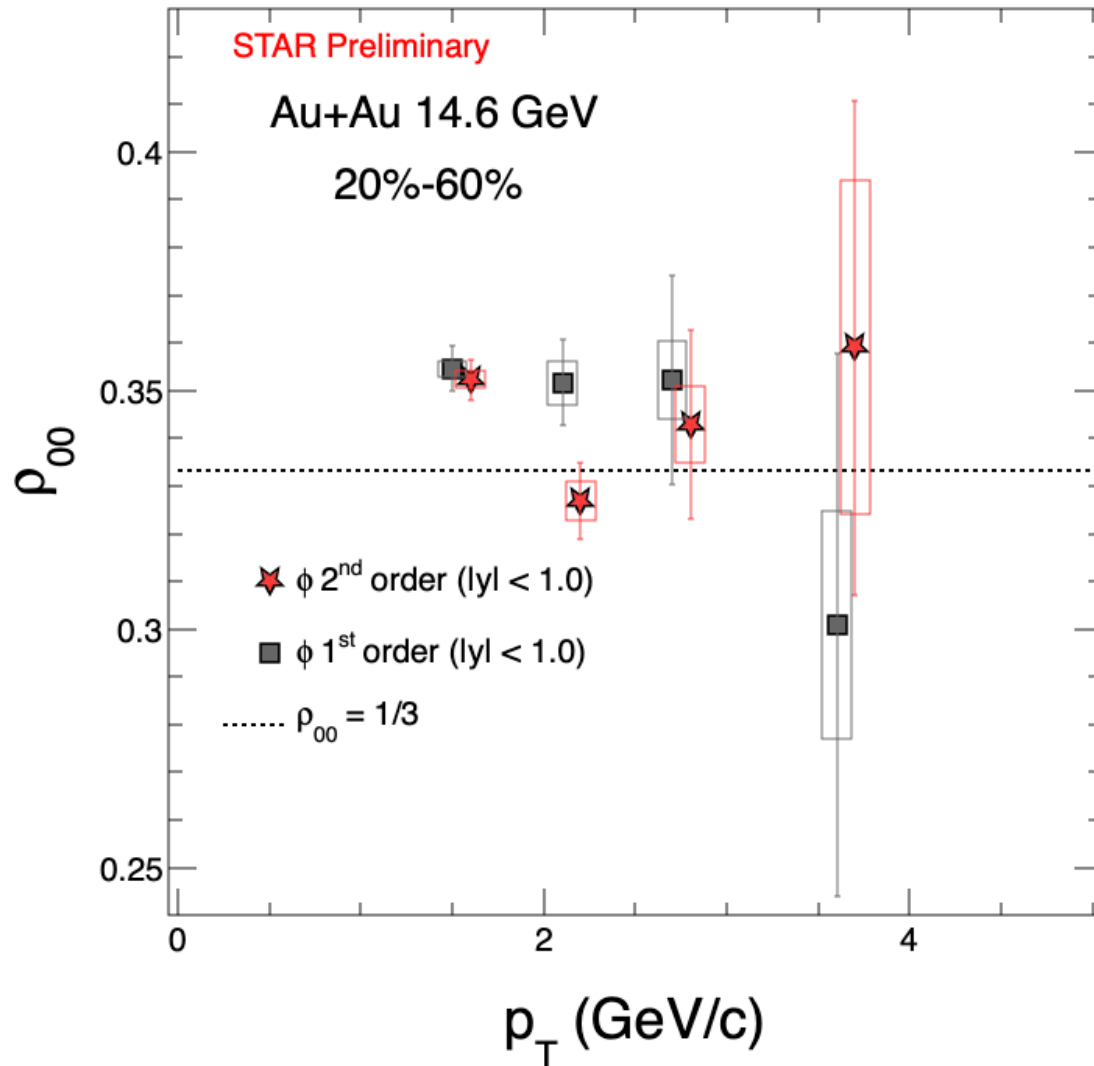 STAR Preliminary
Au+Au 14.6 GeV
20%-60%
0.4
0.35
0.3
0.25
ρ00
ϕ 2nd order (|y| < 1.0)
ϕ 1st order (|y| < 1.0)
ρ00 = 1/3
0 2 4
pT (GeV/c)